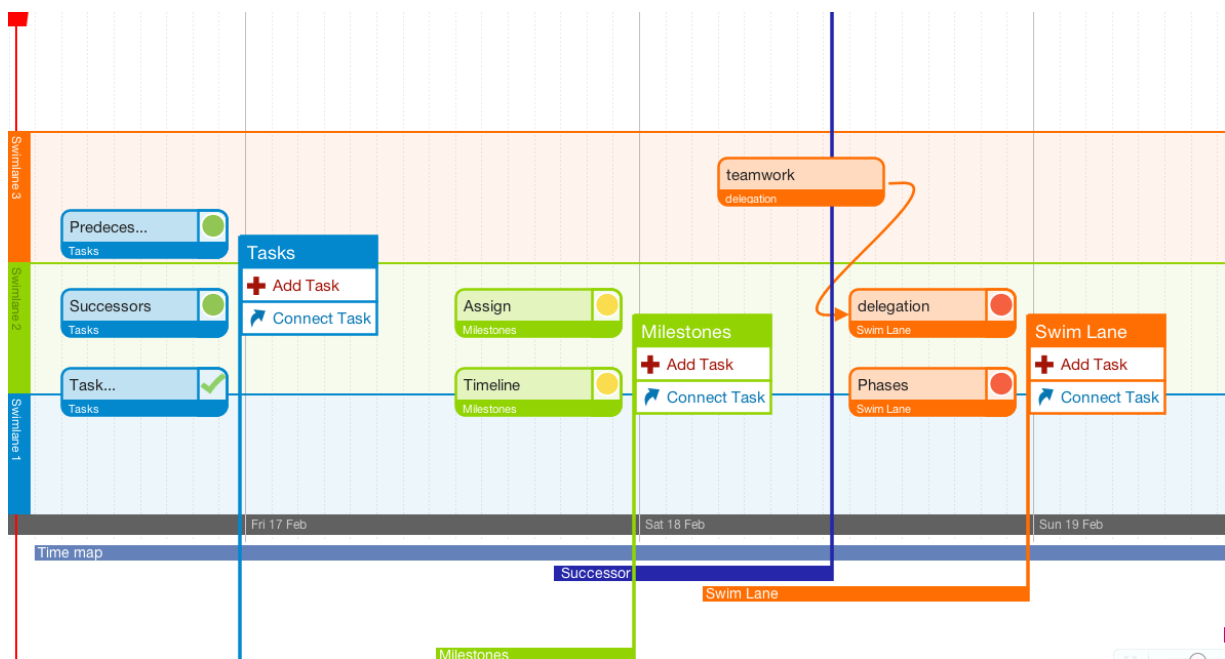 Swimlane 3
teamwork
delegation
Predeces...
Tasks
Tasks
Add Task
Connect Task
Swimlane 2
Successors
Tasks
Assign
Milestones
delegation
Swim Lane
Milestones
Add Task
Connect Task
Swim Lane
Add Task
Connect Task
Task...
Tasks
Timeline
Milestones
Phases
Swim Lane
Swimlane 1
Fri 17 Feb
Sat 18 Feb
Sun 19 Feb
Time map
Successor
Swim Lane
Milestones